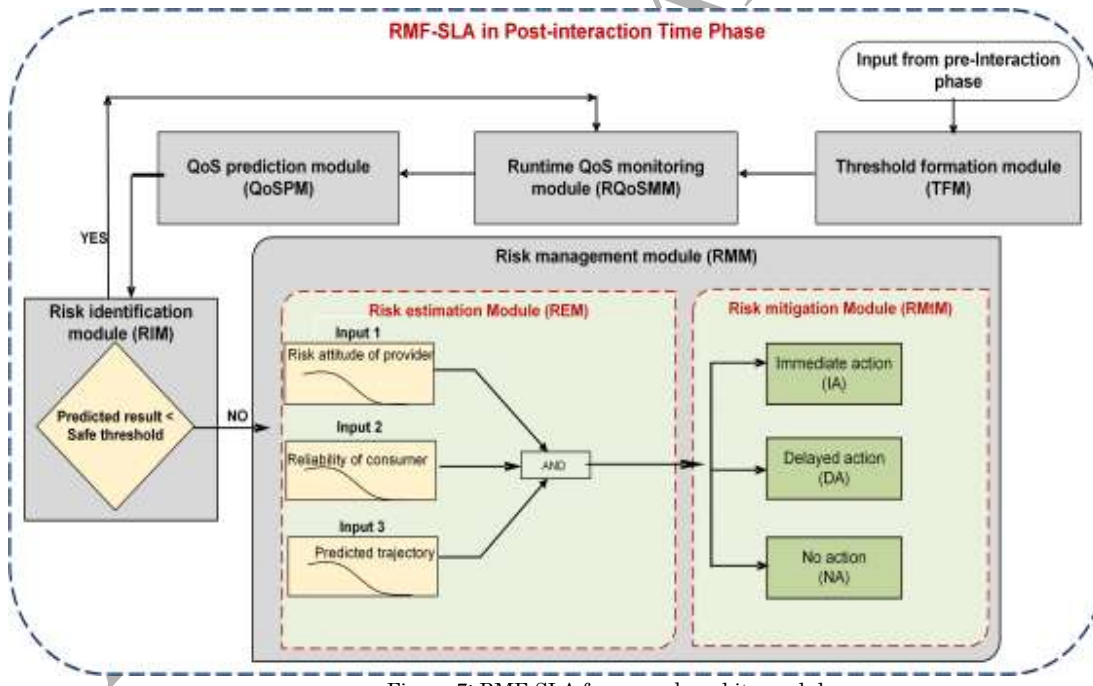 RMF-SLA in Post-interaction Time Phase
Input from pre-Interaction
phase
QoS prediction module
(QoSPM)
Runtime QoS monitoring
module (RQoSMM)
Threshold formation module
(TFM)
YES
Risk management module (RMM)
Risk identification
module (RIM)
Predicted result <
Safe threshold
NO
Risk estimation Module (REM)
Input 1
Risk attitude of provider
Input 2
Reliability of consumer
Input 3
Predicted trajectory
AND
Risk mitigation Module (RMtM)
Immediate action
(IA)
Delayed action
(DA)
No action
(NA)